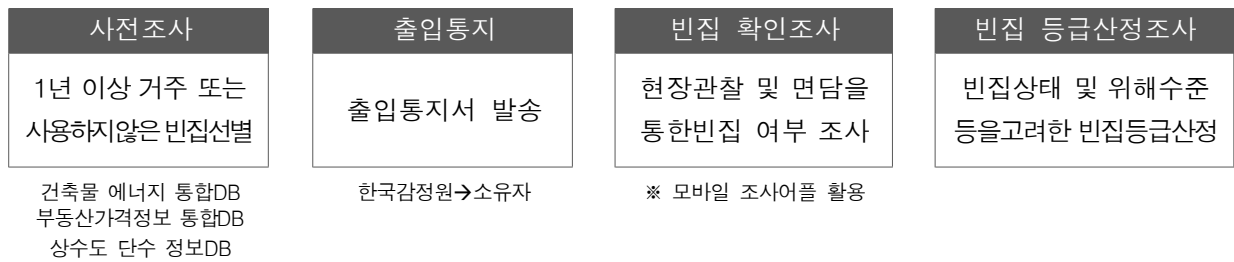 사전조사
1년 이상 거주 또는
사용하지않은 빈집선별
건축물 에너지 통합DB
부동산가격정보 통합DB
상수도 단수 정보DB
출입통지
출입통지서 발송
한국감정원→소유자
빈집 확인조사
현장관찰 및 면담을
통한빈집 여부 조사
※ 모바일 조사어플 활용
빈집 등급산정조사
빈집상태 및 위해수준
등을고려한 빈집등급산정